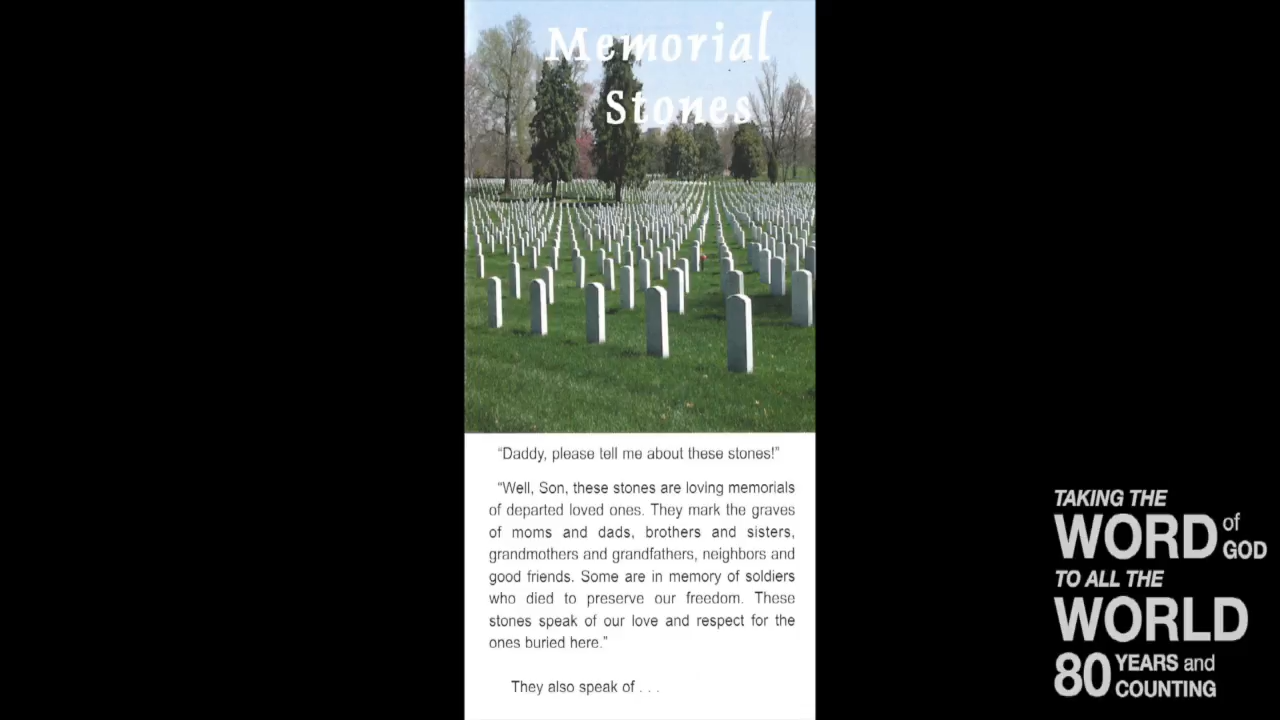 Memorial
Stones
“Daddy, please tell me about these stones!”
“Well, Son, these stones are loving memorials
of departed loved ones. They mark the graves
of moms and dads, brothers and sisters,
grandmothers and grandfathers, neighbors and
good friends. Some are in memory of soldiers
who died to preserve our freedom. These
stones speak of our love and respect for the
ones buried here.”
They also speak of . . .
TAKING THE
WORD of GOD
TO ALL THE
WORLD
80 YEARS and
COUNTING